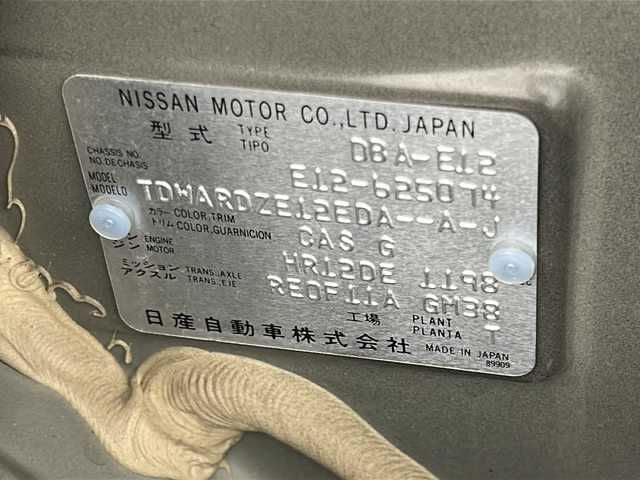 NISSAN MOTOR CO.,LTD. JAPAN
型式 TYPE TIPO DBA-E12
CHASSIS NO. NO.DECHASIS E12-625074
MODEL MODELO TDWARDZE12EDA--A-J
カラー COLOR,TRIM トリム COLOR,GUARNICION CAS G
エンジン ENGINE MOTOR HR12DE 1198 cc
ミッション アクスル TRANS.,AXLE TRANS.,EJE RE0F11A GM38
工場 PLANT PLANTA T
日産自動車株式会社 MADE IN JAPAN
89909